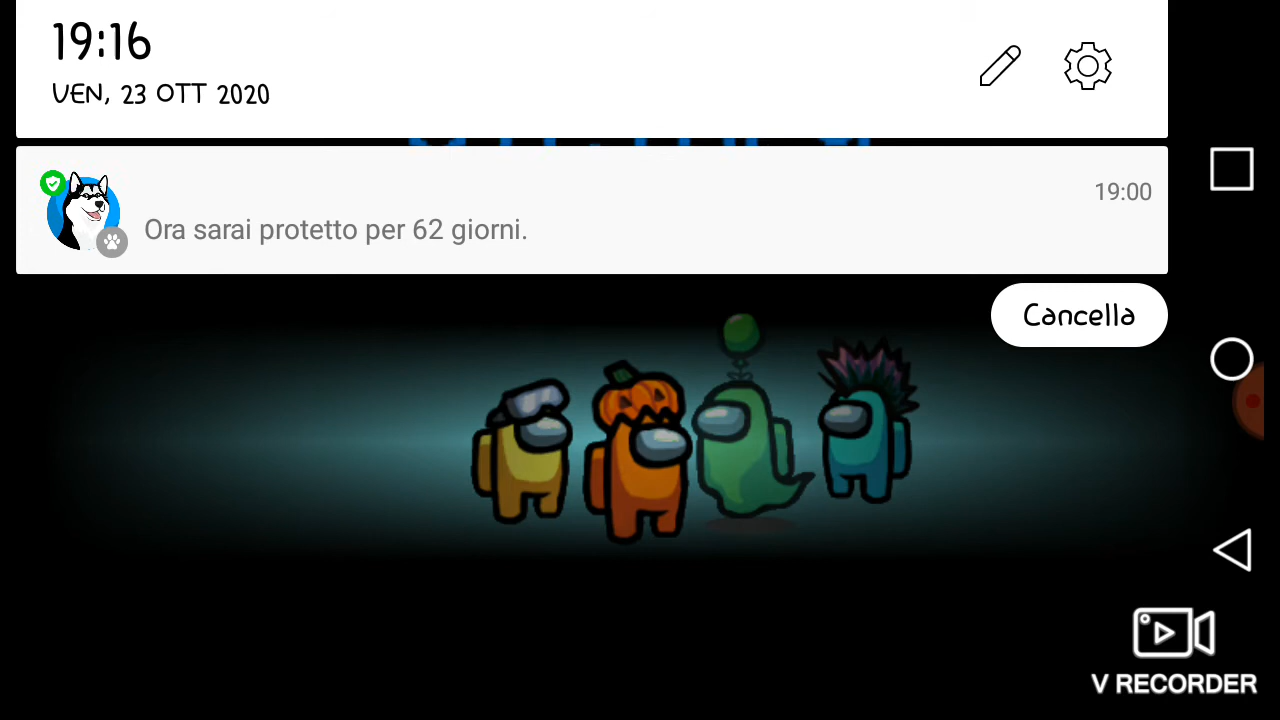 19:16
VEN, 23 OTT 2020
19:00
Ora sarai protetto per 62 giorni.
Cancella
V RECORDER